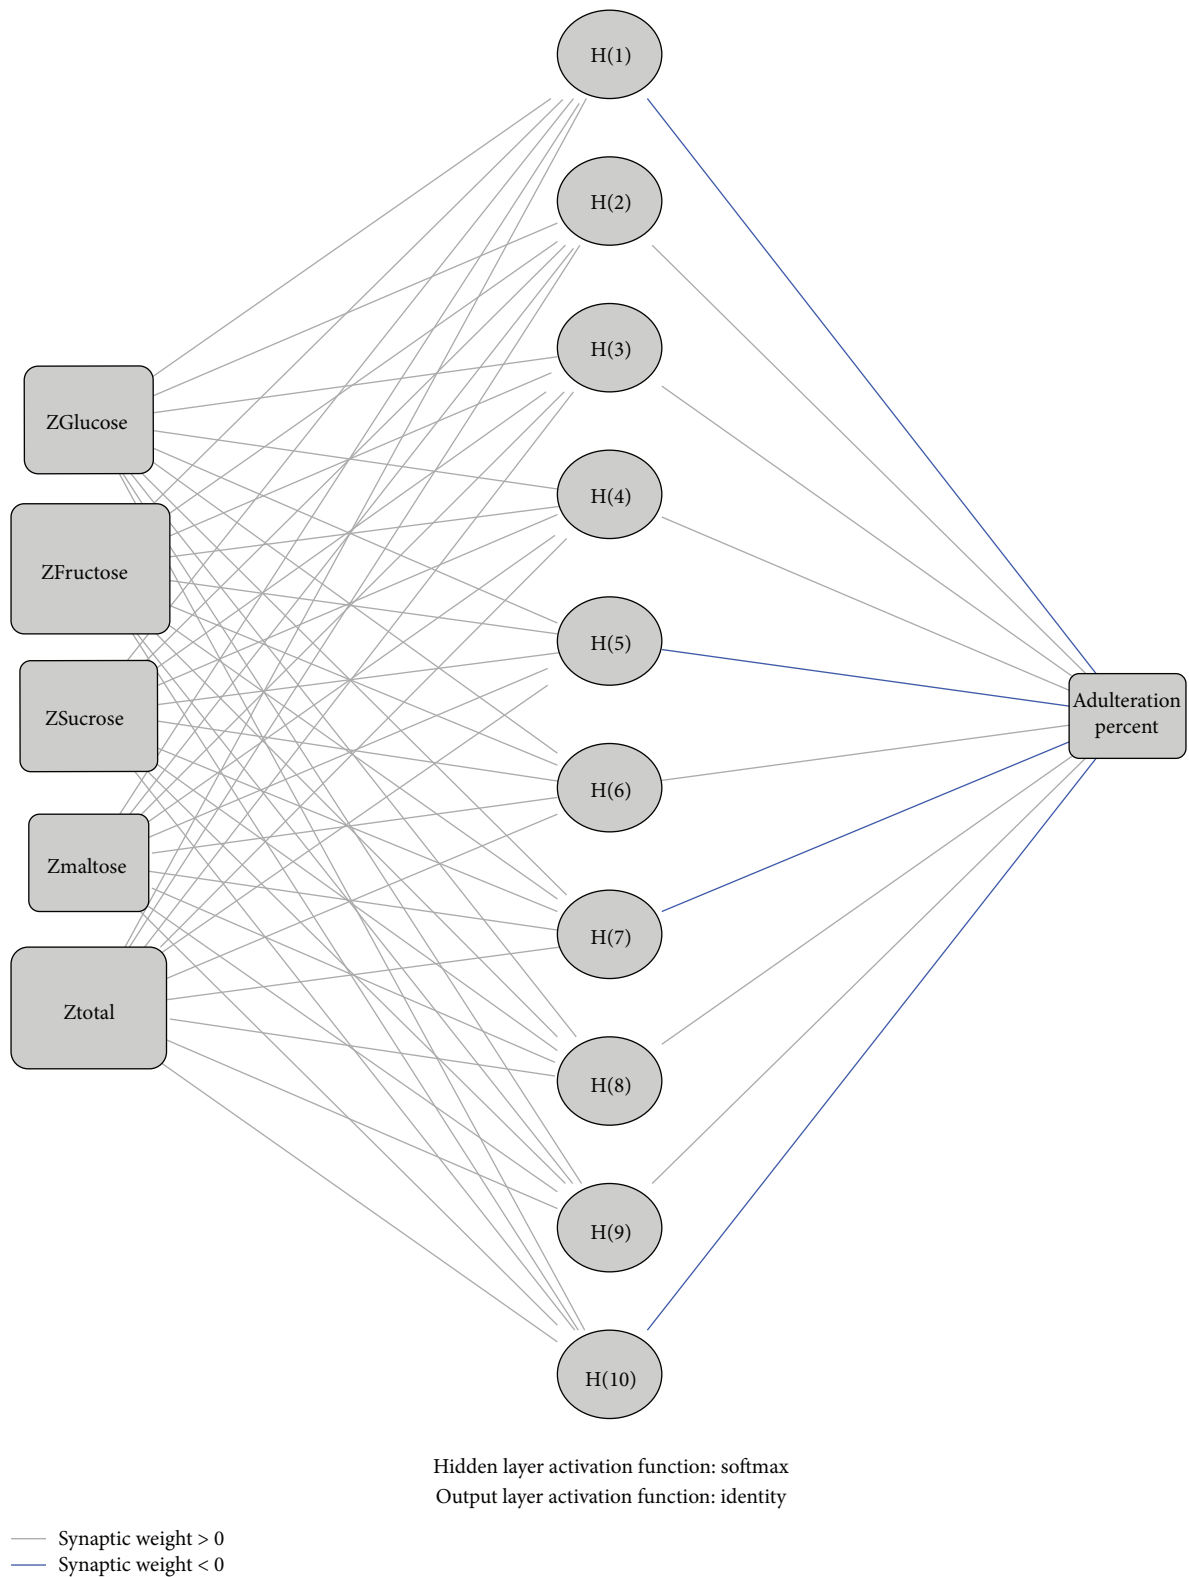 H(1)
H(2)
H(3)
H(4)
H(5)
H(6)
H(7)
H(8)
H(9)
H(10)
ZGlucose
ZFructose
ZSucrose
Zmaltose
Ztotal
Adulteration
percent
Hidden layer activation function: softmax
Output layer activation function: identity
Synaptic weight > 0
Synaptic weight < 0